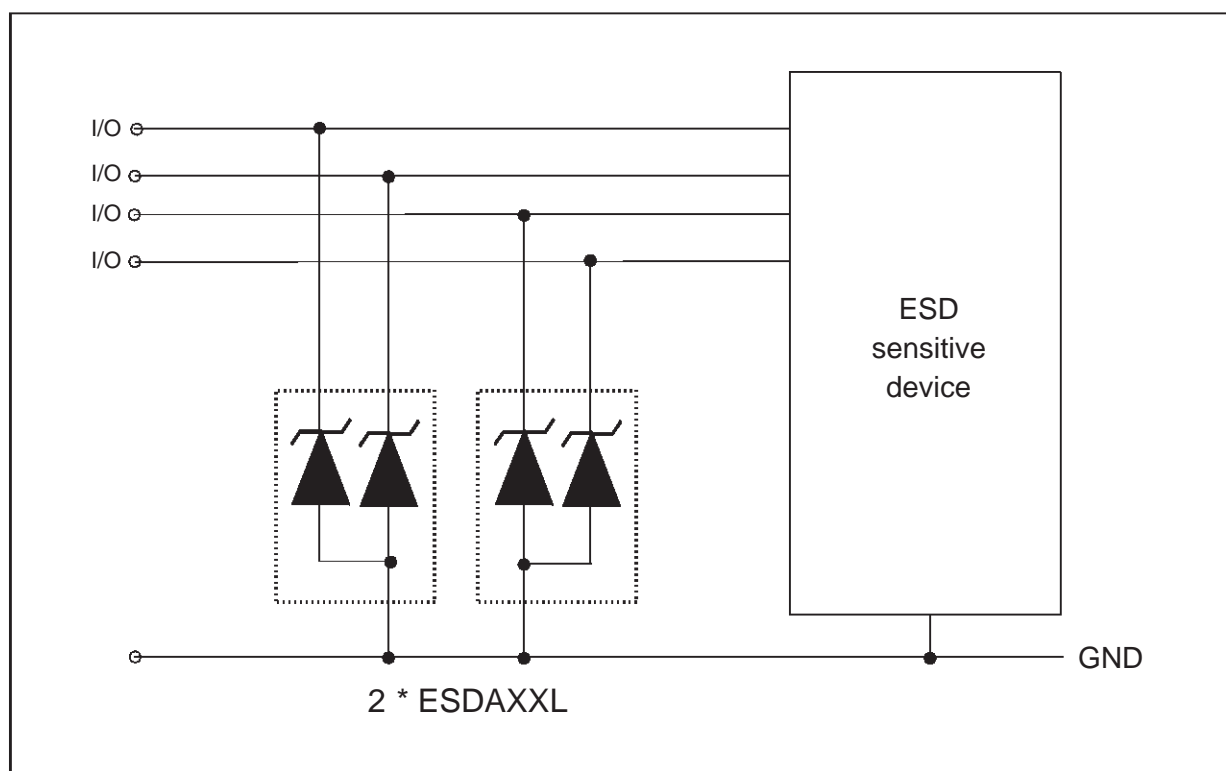 I/O
I/O
I/O
I/O
ESD
sensitive
device
GND
2 * ESDAXXL